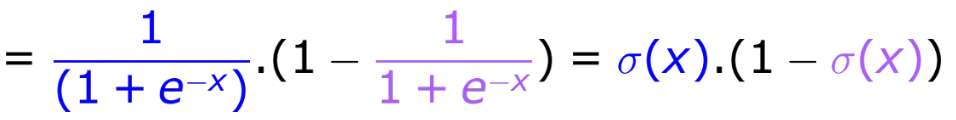 = 1/(1 + e^{-x}) .(1 − 1/1 + e^{-x}) = σ(x).(1 − σ(x))